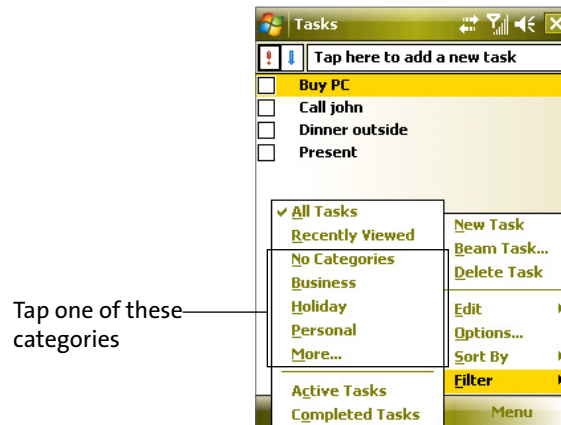 Tasks
Tap here to add a new task
Buy PC
Call john
Dinner outside
Present
All Tasks
Recently Viewed
No Categories
Business
Holiday
Personal
More...
Active Tasks
Completed Tasks
New Task
Beam Task...
Delete Task
Edit
Options...
Sort By
Filter
Menu
Tap one of these
categories